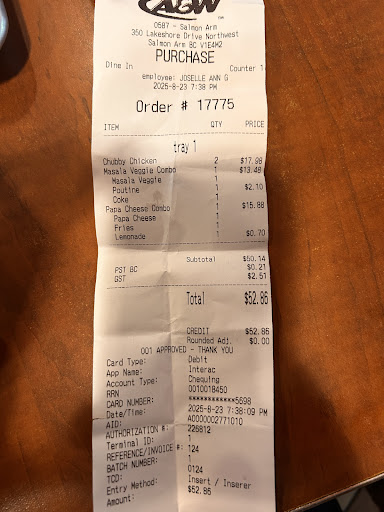 A&W
0587 - Salmon Arm
350 Lakeshore Drive Northwest
Salmon Arm BC V1E4M2
PURCHASE
Dine In Counter 1
employee: JOSELLE ANN G
2025-8-23 7:38 PM
Order # 17775
ITEM QTY PRICE
tray 1
Chubby Chicken 2 $17.98
Masala Veggie Combo 1 $13.48
Masala Veggie 1
Poutine 1 $2.10
Coke 1
Papa Cheese Combo 1 $15.88
Papa Cheese 1
Fries 1
Lemonade 1 $0.70
Subtotal $50.14
PST BC $0.21
GST $2.51
Total $52.86
CREDIT $52.86
Rounded Adj. $0.00
001 APPROVED - THANK YOU
Card Type: Debit
App Name: Interac
Account Type: Chequing
RRN 0010018450
CARD NUMBER: ************5698
Date/Time: 2025-8-23 7:38:09 PM
AID: A0000002771010
AUTHORIZATION #: 225812
Terminal ID: 1
REFERENCE/INVOICE #: 124
BATCH NUMBER: 1
TCD: 0124
Entry Method: Insert / Inserer
Amount: $52.86